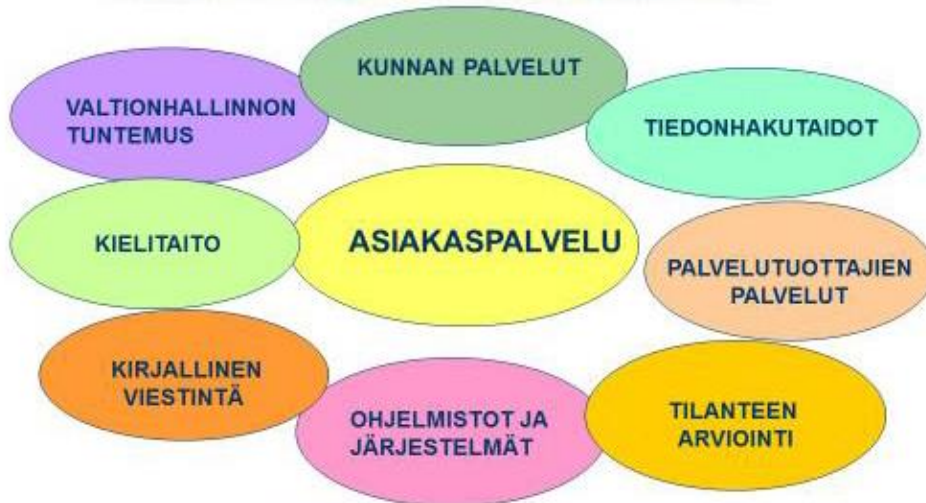 KUNNAN PALVELUT
VALTIONHALLINNON
TUNTEMUS
TIEDONHAKUTAIDOT
KIELITAITO
ASIAKASPALVELU
PALVELUTUOTTAJIEN
PALVELUT
KIRJALLINEN
VIESTINTÄ
OHJELMISTOT JA
JÄRJESTELMÄT
TILANTEEN
ARVIOINTI